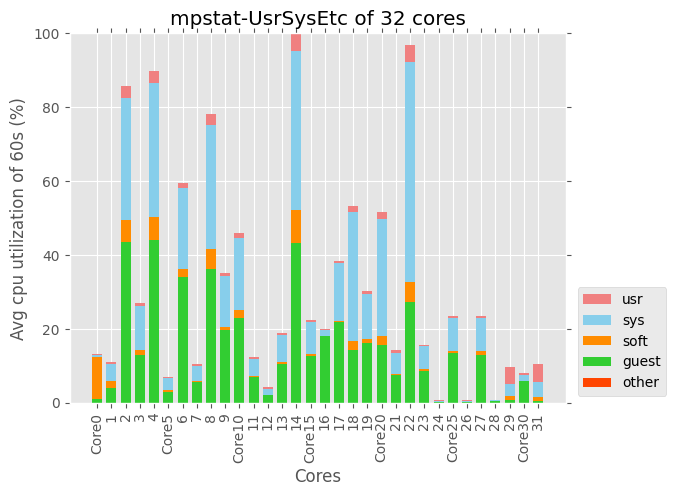 mpstat-UsrSysEtc of 32 cores
Avg cpu utilization of 60s (%)
100
80
60
40
20
0
Core0
1
2
3
4
Core5
6
7
8
9
Core10
11
12
13
14
Core15
16
17
18
19
Core20
21
22
23
24
Core25
26
27
28
29
Core30
31
Cores
usr
sys
soft
guest
other